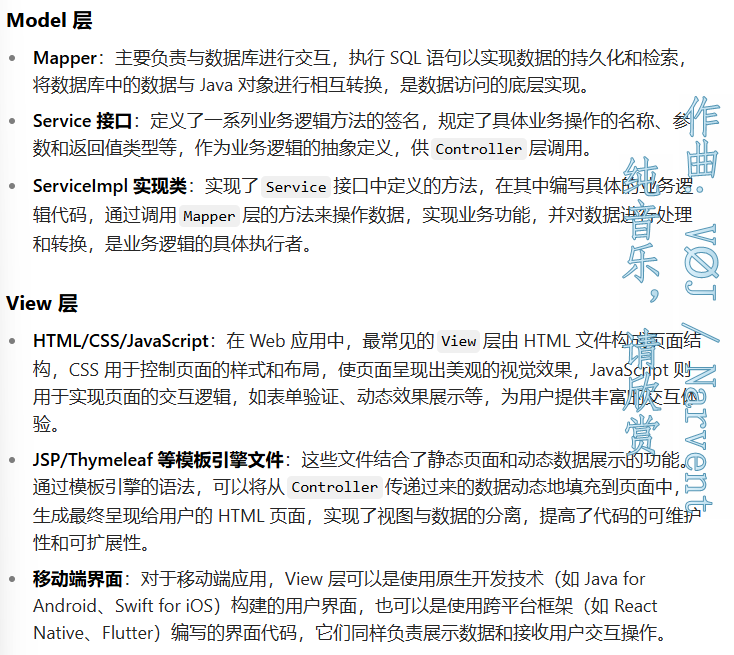 Model 层
Mapper：主要负责与数据库进行交互，执行 SQL 语句以实现数据的持久化和检索，
将数据库中的数据与 Java 对象进行相互转换，是数据访问的底层实现。
Service 接口：定义了一系列业务逻辑方法的签名，规定了具体业务操作的名称、参
数和返回值类型等，作为业务逻辑的抽象定义，供 Controller 层调用。
ServiceImpl 实现类：实现了 Service 接口中定义的方法，在其中编写具体的业务逻
辑代码，通过调用 Mapper 层的方法来操作数据，实现业务功能，并对数据进行处理
和转换，是业务逻辑的具体执行者。
View 层
HTML/CSS/JavaScript：在 Web 应用中，最常见的 View 层由 HTML 文件构成页面结
构，CSS 用于控制页面的样式和布局，使页面呈现出美观的视觉效果，JavaScript 则
用于实现页面的交互逻辑，如表单验证、动态效果展示等，为用户提供丰富的交互体
验。
JSP/Thymeleaf 等模板引擎文件：这些文件结合了静态页面和动态数据展示的功能。
通过模板引擎的语法，可以将从 Controller 传递过来的数据动态地填充到页面中，
生成最终呈现给用户的 HTML 页面，实现了视图与数据的分离，提高了代码的可维护
性和可扩展性。
移动端界面：对于移动端应用，View 层可以是使用原生开发技术（如 Java for
Android、Swift for iOS）构建的用户界面，也可以是使用跨平台框架（如 React
Native、Flutter）编写的界面代码，它们同样负责展示数据和接收用户交互操作。
作曲：VØJ / Narvent
纯音乐，请欣赏